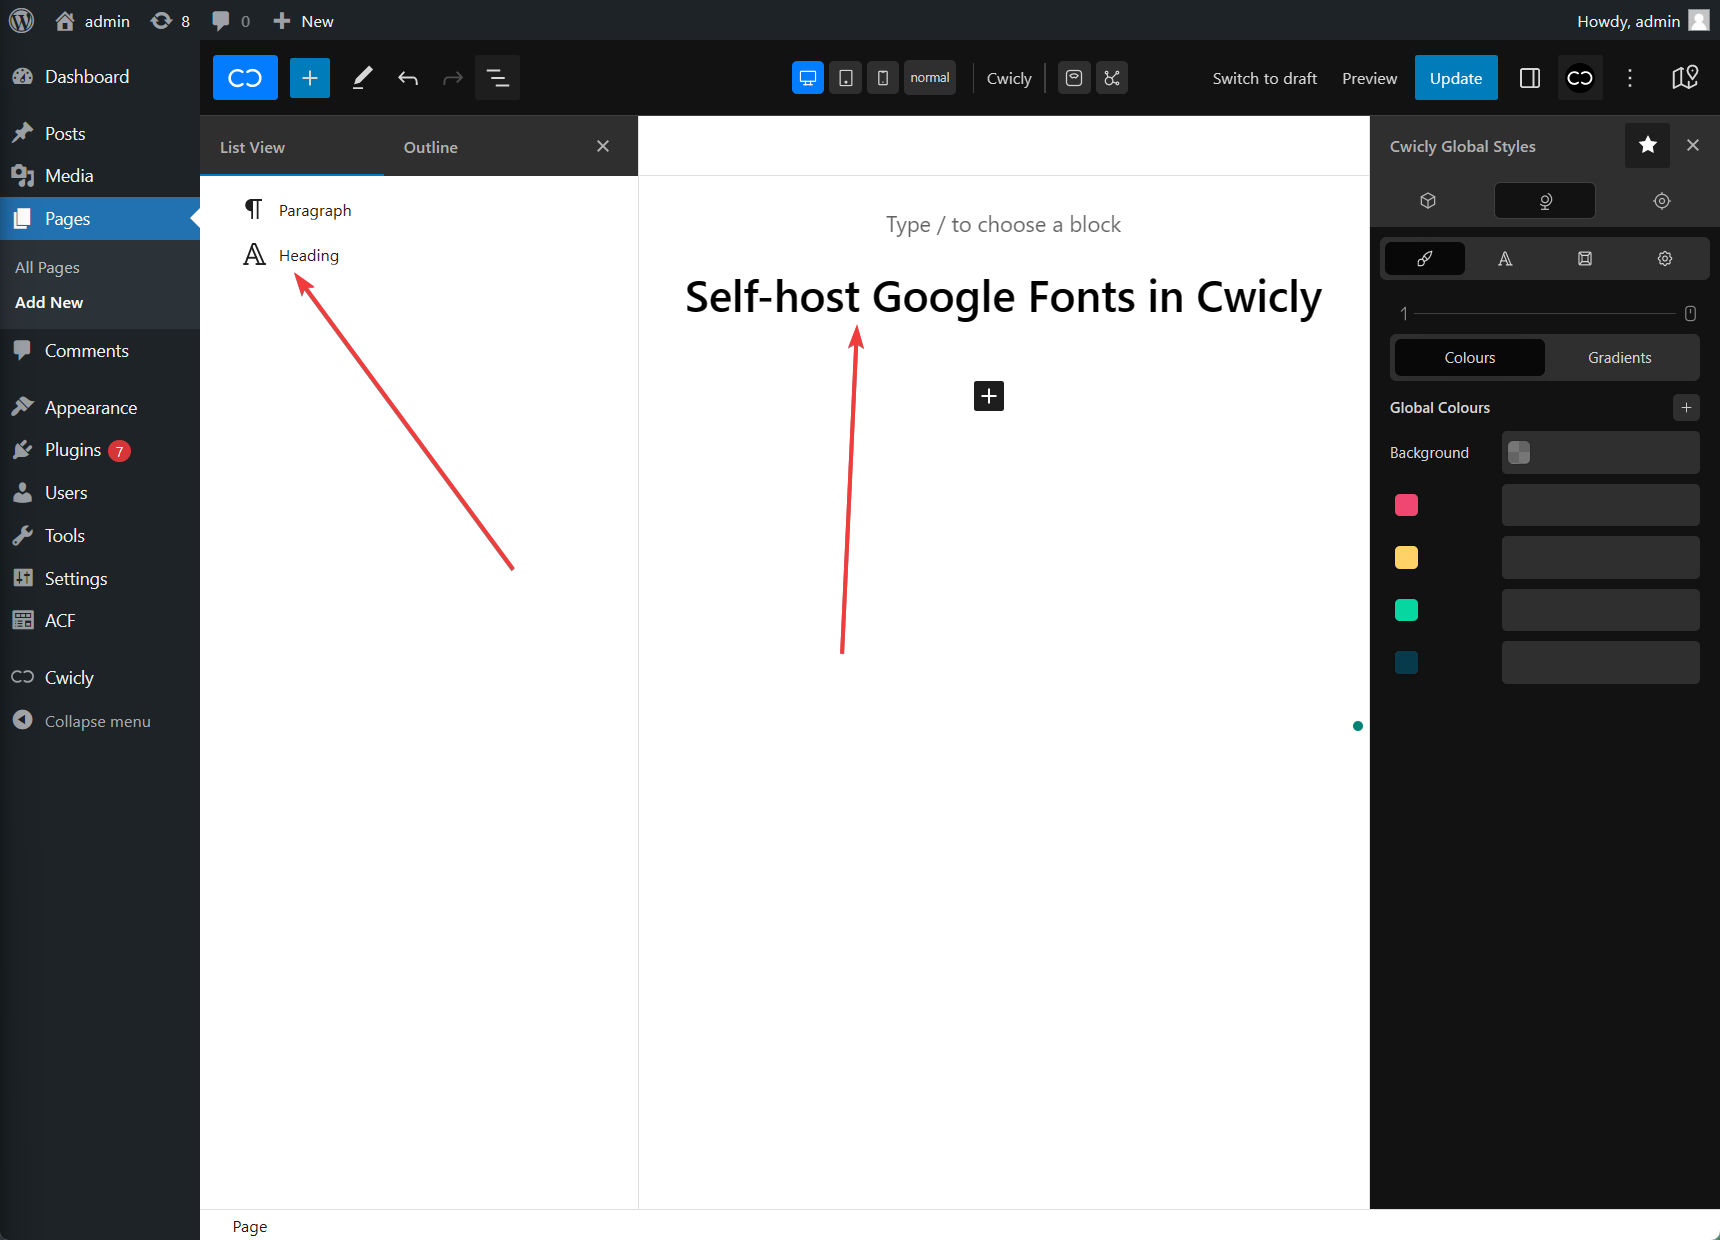 admin
8
0
New
Howdy, admin
Dashboard
Posts
Media
Pages
All Pages
Add New
Comments
Appearance
Plugins 7
Users
Tools
Settings
ACF
Cwicly
Collapse menu
normal
Cwicly
Switch to draft
Preview
Update
List View
Outline
Paragraph
Heading
Type / to choose a block
Self-host Google Fonts in Cwicly
Cwicly Global Styles
1
Colours
Gradients
Global Colours
Background
Page